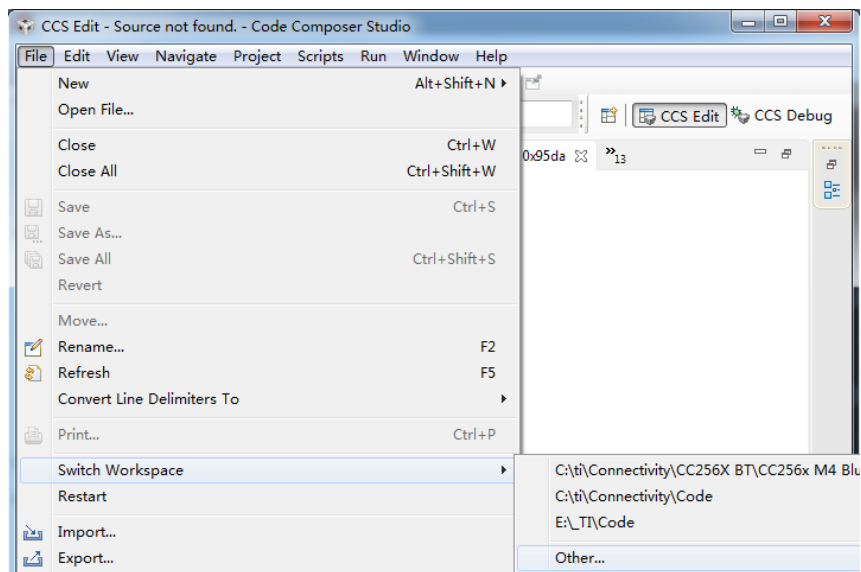 CCS Edit - Source not found. - Code Composer Studio
File Edit View Navigate Project Scripts Run Window Help
New Alt+Shift+N
Open File...
CCS Edit CCS Debug
Close Ctrl+W
0x95da »13
Close All Ctrl+Shift+W
Save Ctrl+S
Save As...
Save All Ctrl+Shift+S
Revert
Move...
Rename... F2
Refresh F5
Convert Line Delimiters To
Print... Ctrl+P
Switch Workspace
C:\ti\Connectivity\CC256X BT\CC256x M4 Blu
Restart
C:\ti\Connectivity\Code
E:\_TI\Code
Import...
Export...
Other...